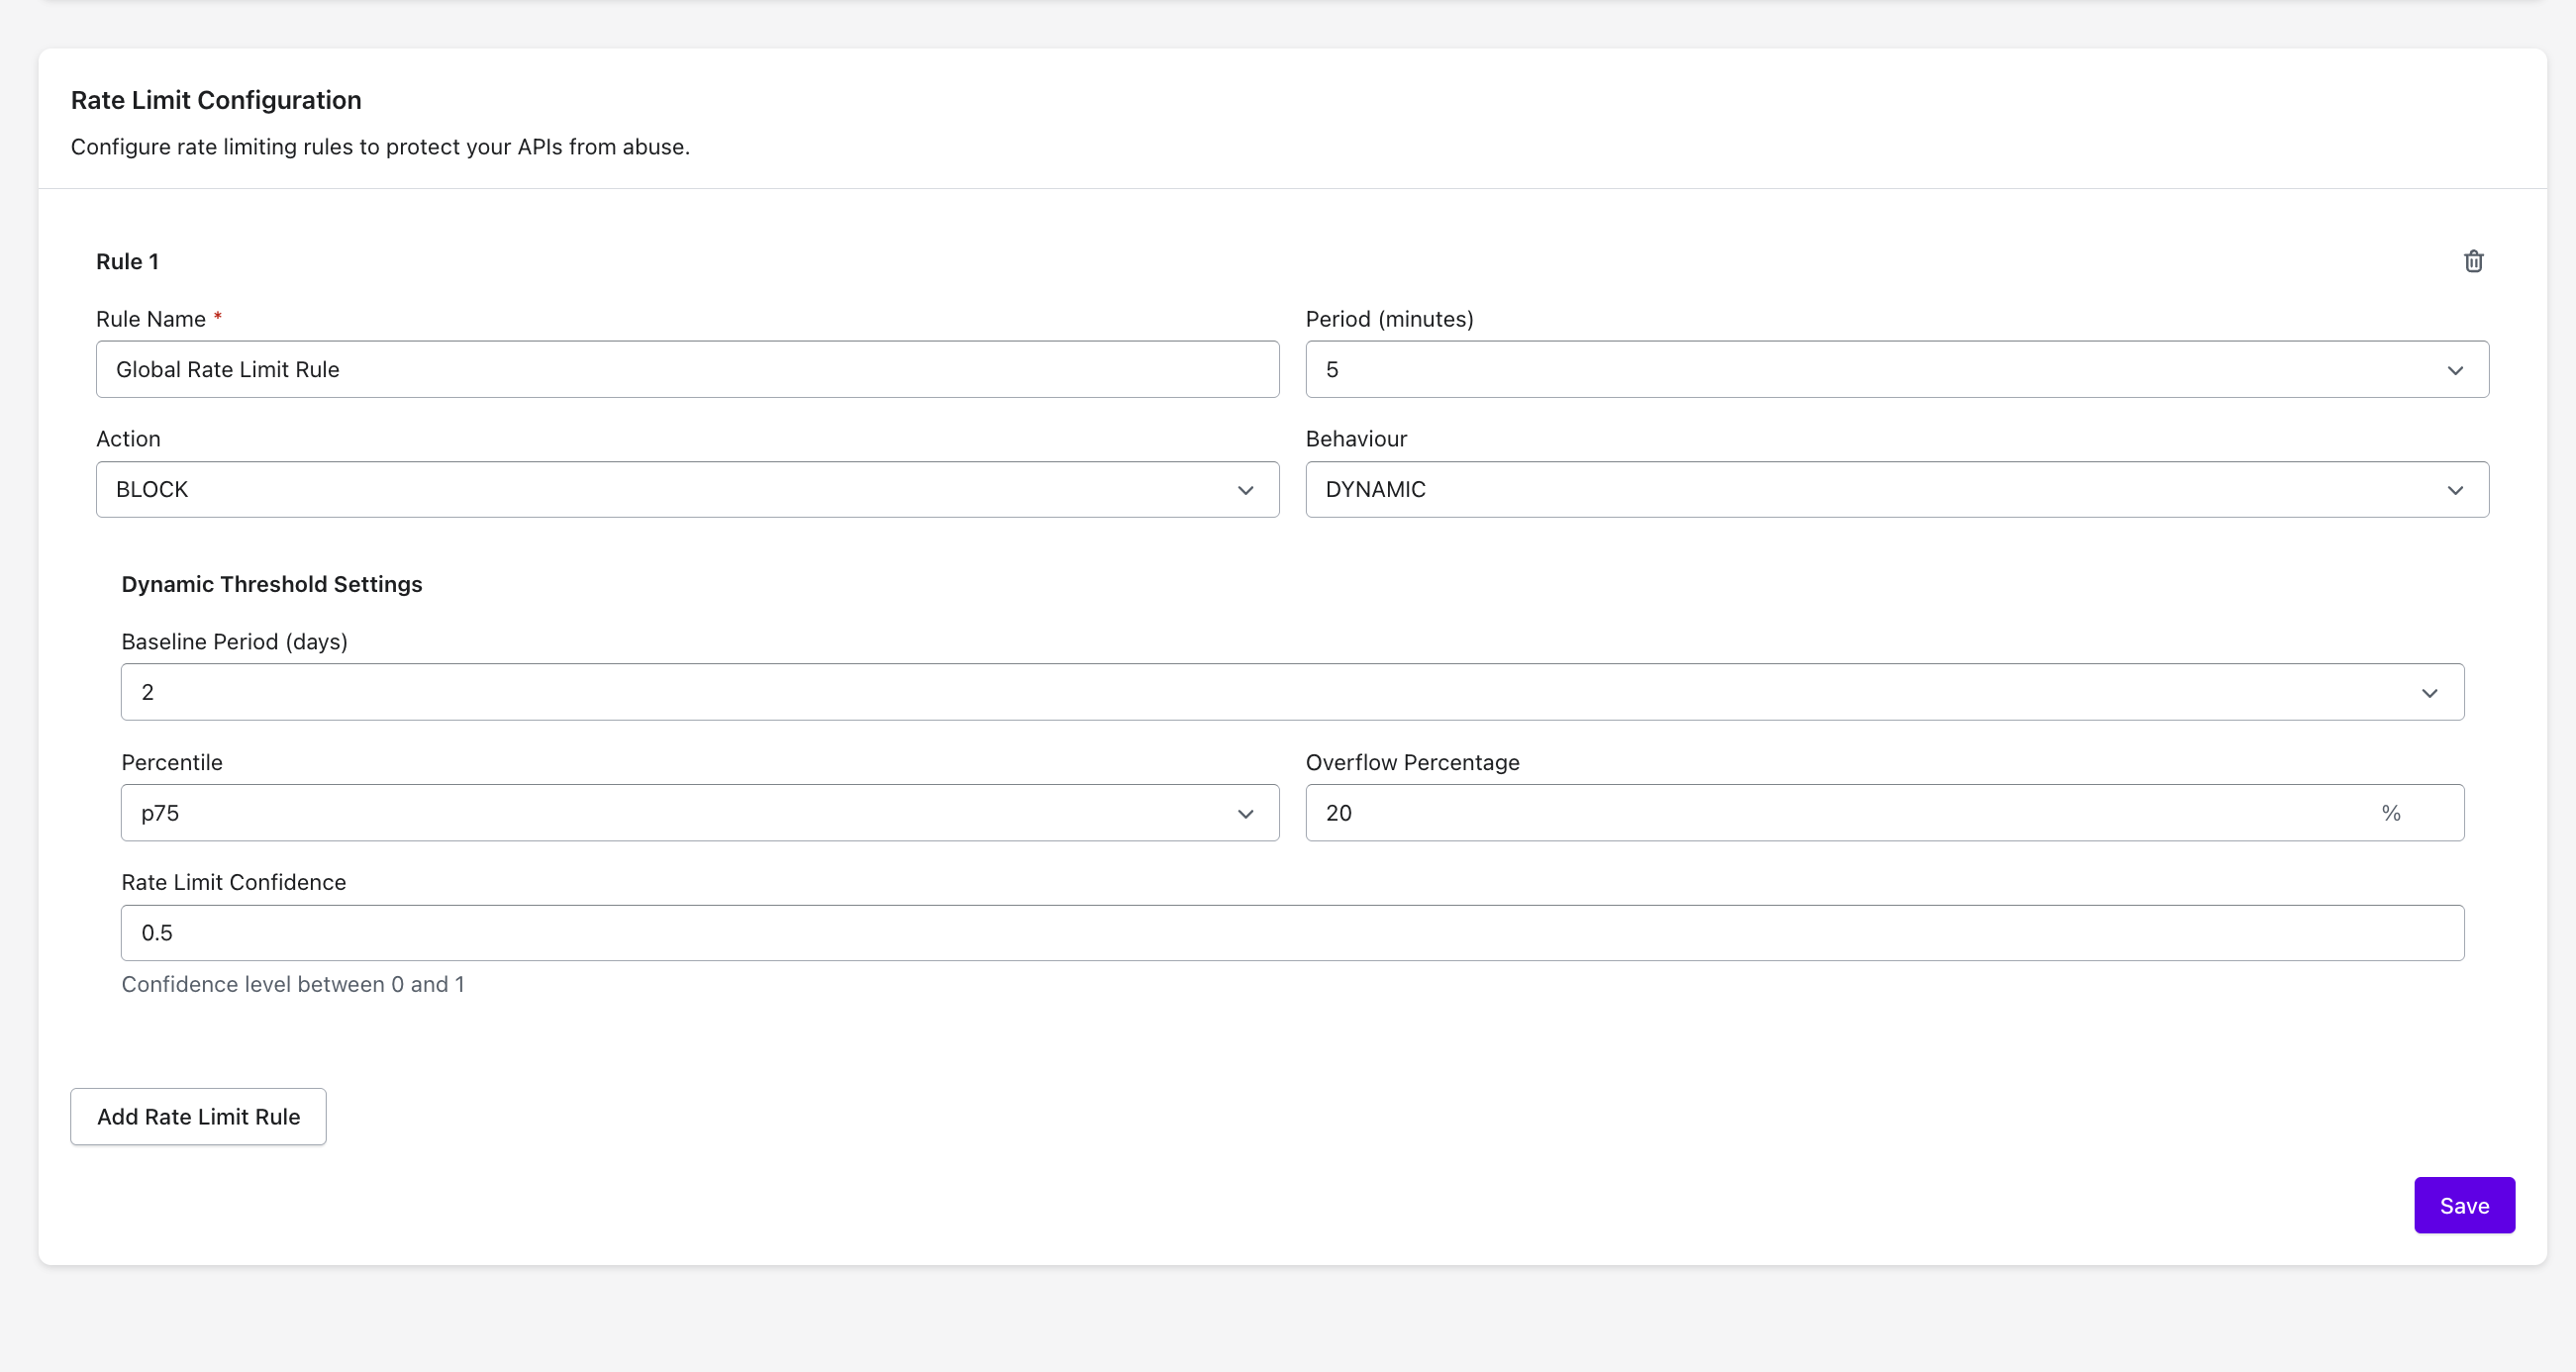 Rate Limit Configuration
Configure rate limiting rules to protect your APIs from abuse.
Rule 1
Rule Name *
Period (minutes)
Global Rate Limit Rule
5
Action
Behaviour
BLOCK
DYNAMIC
Dynamic Threshold Settings
Baseline Period (days)
2
Percentile
Overflow Percentage
p75
20 %
Rate Limit Confidence
0.5
Confidence level between 0 and 1
Add Rate Limit Rule
Save